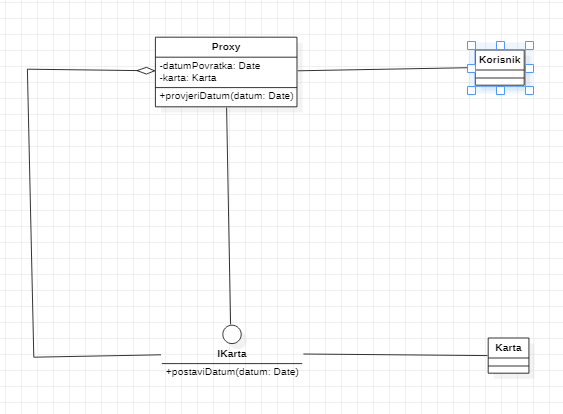 Proxy
-datumPovratka: Date
-karta: Karta
+provjeriDatum(datum: Date)
Korisnik
IKarta
+postaviDatum(datum: Date)
Karta